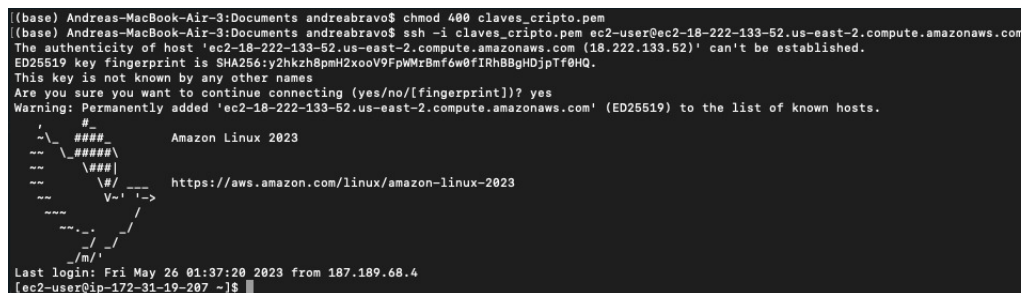 [(base) Andreas-MacBook-Air-3:Documents andreabravo$ chmod 400 claves_cripto.pem
[(base) Andreas-MacBook-Air-3:Documents andreabravo$ ssh -i claves_cripto.pem ec2-user@ec2-18-222-133-52.us-east-2.compute.amazonaws.com
The authenticity of host 'ec2-18-222-133-52.us-east-2.compute.amazonaws.com (18.222.133.52)' can't be established.
ED25519 key fingerprint is SHA256:y2hkzh8pmH2xooV9FpWMrBmf6w0fIRhBBgHDjpTf0HQ.
This key is not known by any other names
Are you sure you want to continue connecting (yes/no/[fingerprint])? yes
Warning: Permanently added 'ec2-18-222-133-52.us-east-2.compute.amazonaws.com' (ED25519) to the list of known hosts.
   ,     #_
   ~\_  ####_        Amazon Linux 2023
  ~~  \_#####\
  ~~     \###|
  ~~       \#/ ___   https://aws.amazon.com/linux/amazon-linux-2023
   ~~       V~' '->
    ~~~         /
      ~~._.   _/
         _/ _/
       _/m/'
Last login: Fri May 26 01:37:20 2023 from 187.189.68.4
[ec2-user@ip-172-31-19-207 ~]$